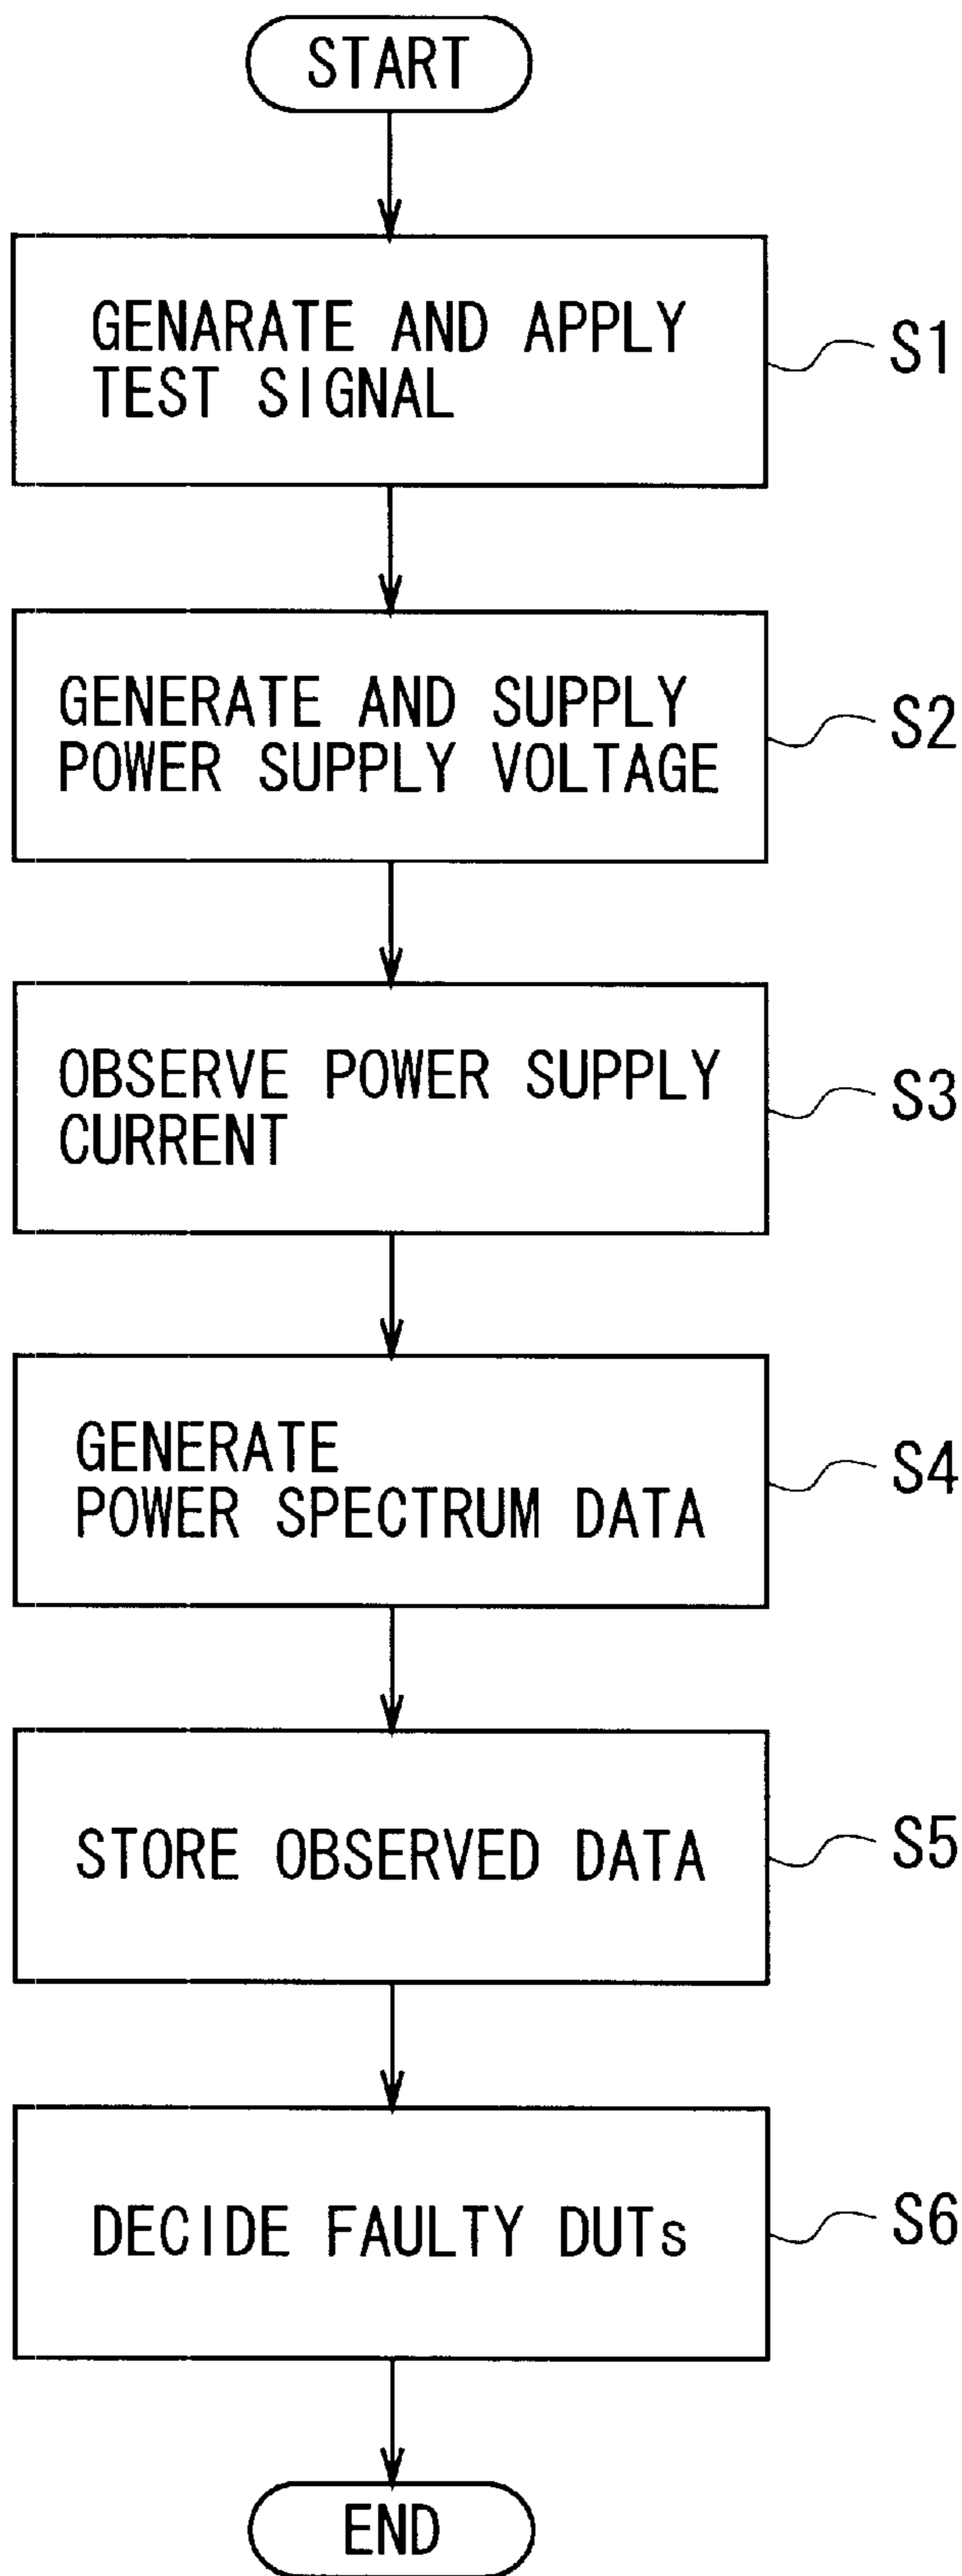 START
GENARATE AND APPLY
TEST SIGNAL
S1
GENERATE AND SUPPLY
POWER SUPPLY VOLTAGE
S2
OBSERVE POWER SUPPLY
CURRENT
S3
GENERATE
POWER SPECTRUM DATA
S4
STORE OBSERVED DATA
S5
DECIDE FAULTY DUTs
S6
END